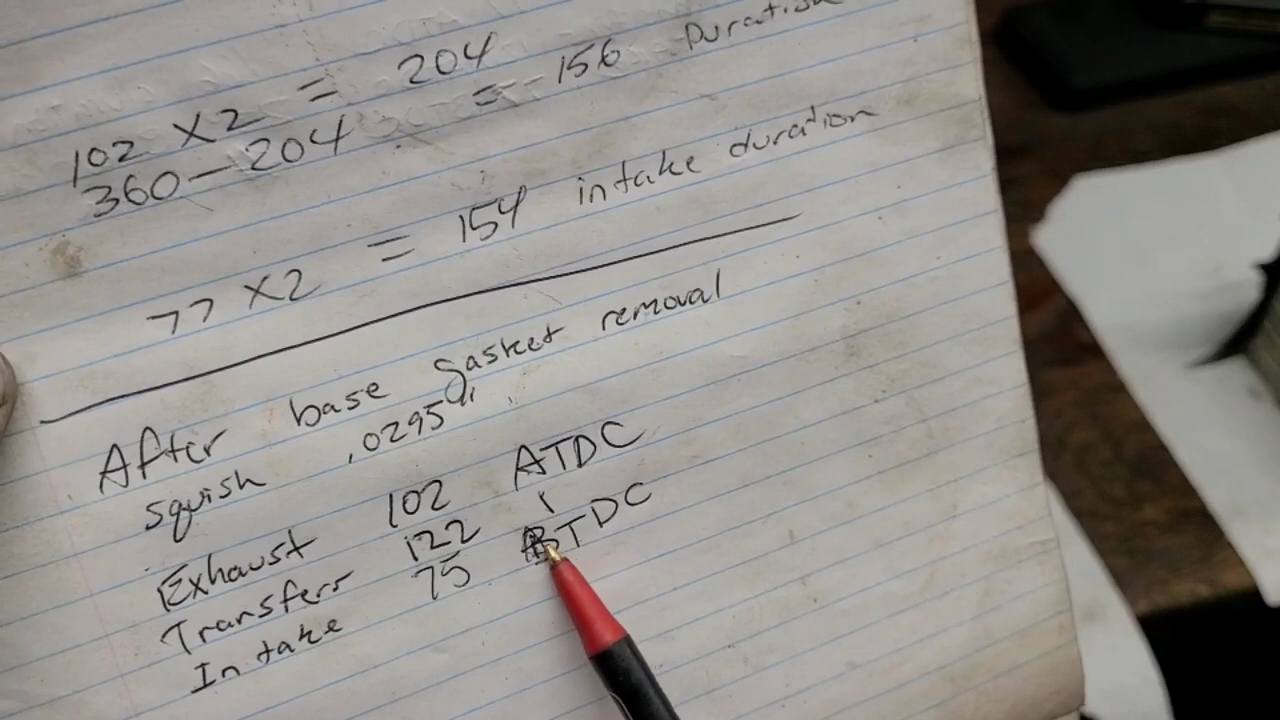 102 X2 = 204
360-204 = 156 Duration
77 X2 = 154 intake duration
After base gasket removal
squish .0295"
Exhaust 102 ATDC
Transfers 122 \
Intake 75 BTDC